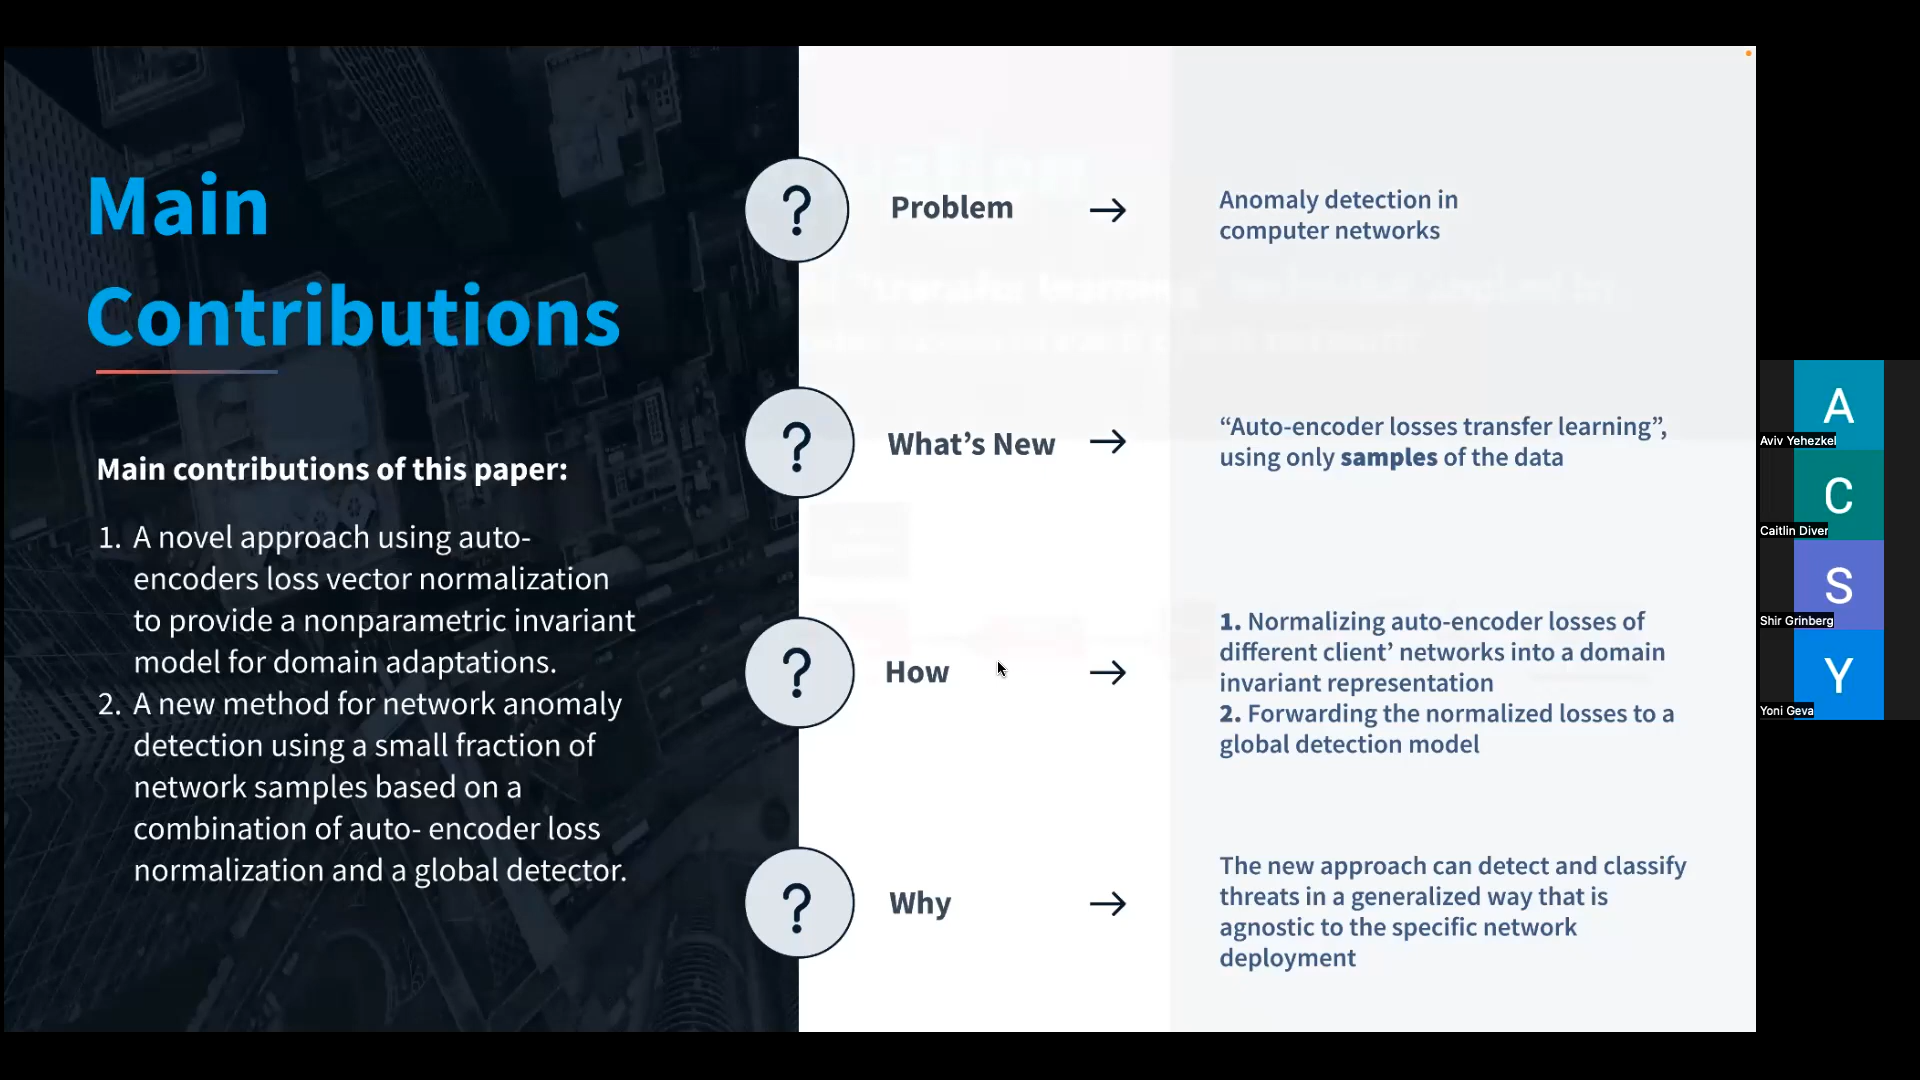 Main
Contributions
Main contributions of this paper:
1. A novel approach using auto-
encoders loss vector normalization
to provide a nonparametric invariant
model for domain adaptations.
2. A new method for network anomaly
detection using a small fraction of
network samples based on a
combination of auto- encoder loss
normalization and a global detector.
? Problem → Anomaly detection in
computer networks
? What’s New → “Auto-encoder losses transfer learning”,
using only samples of the data
? How → 1. Normalizing auto-encoder losses of
different client’ networks into a domain
invariant representation
2. Forwarding the normalized losses to a
global detection model
? Why → The new approach can detect and classify
threats in a generalized way that is
agnostic to the specific network
deployment
A
Aviv Yehezkel
C
Caitlin Diver
S
Shir Grinberg
Y
Yoni Geva